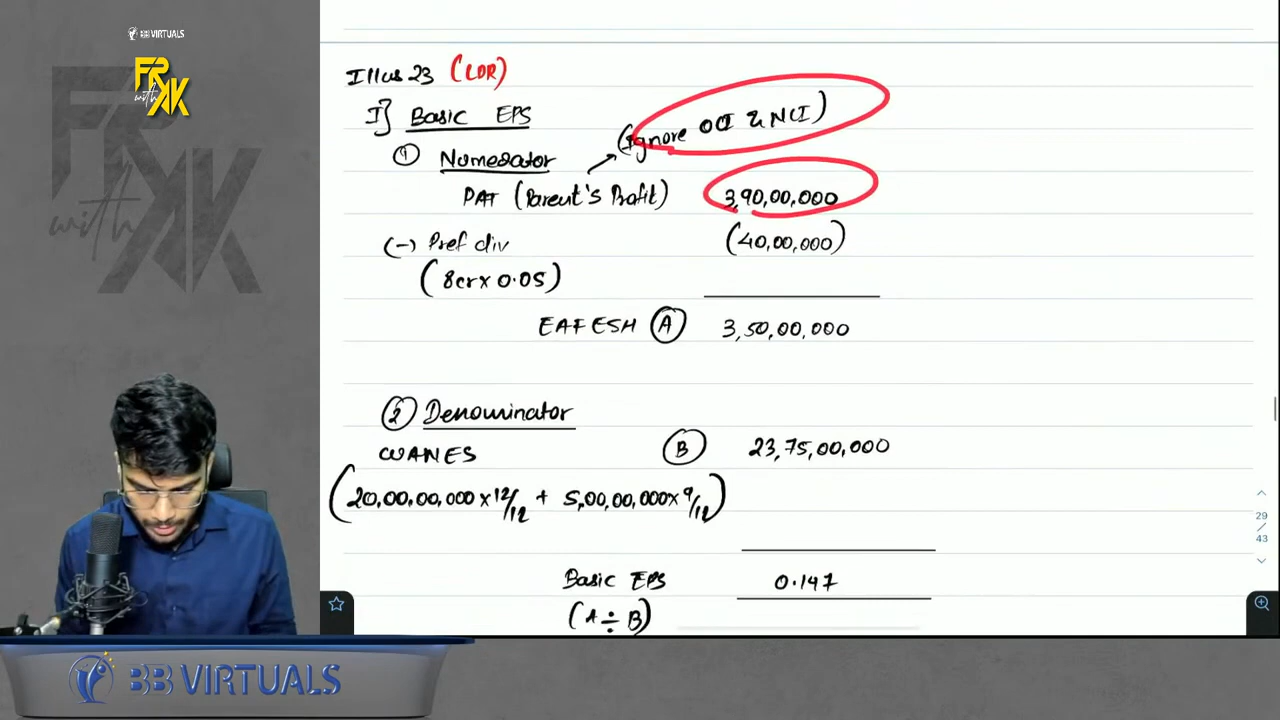 BB VIRTUALS
FR
with
AK
Illus 23 (LDR)
I} Basic EPS
(Ignore OCI & NCI)
① Numerator
PAT (Parent's Profit) 3,90,00,000
(-) Pref div (40,00,000)
(8cr x 0.05)
EAFESH Ⓐ 3,50,00,000
② Denominator
WANES Ⓑ 23,75,00,000
(20,00,00,000 x 12/12 + 5,00,00,000 x 9/12)
Basic EPS 0.147
(A ÷ B)
29
/
43
BB VIRTUALS